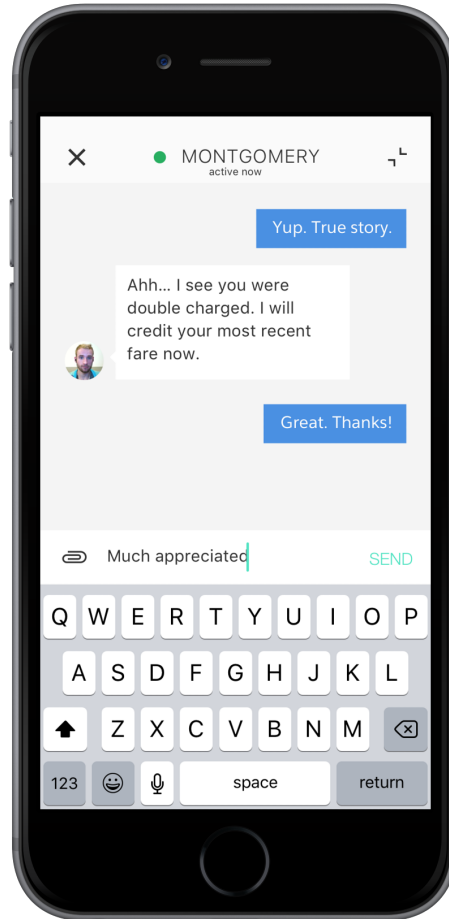 MONTGOMERY
active now
Yup. True story.
Ahh... I see you were
double charged. I will
credit your most recent
fare now.
Great. Thanks!
Much appreciated
SEND
Q W E R T Y U I O P
A S D F G H J K L
Z X C V B N M
123 space return